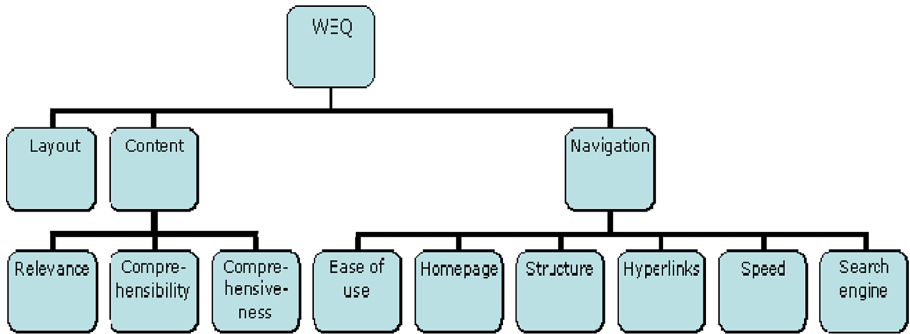 WEQ
Layout
Content
Navigation
Relevance
Compre-
hensibility
Compre-
hensive-
ness
Ease of
use
Homepage
Structure
Hyperlinks
Speed
Search
engine